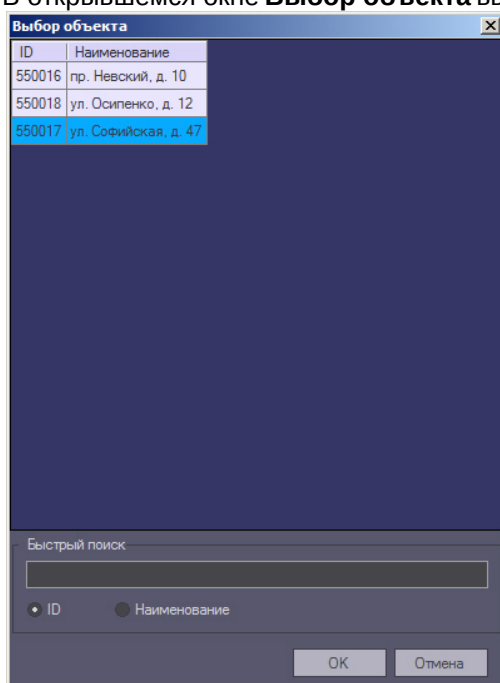 В открывшемся окне Выбор объекта
Выбор объекта
ID Наименование
550016 пр. Невский, д. 10
550018 ул. Осипенко, д. 12
550017 ул. Софийская, д. 47
Быстрый поиск
ID Наименование
OK Отмена